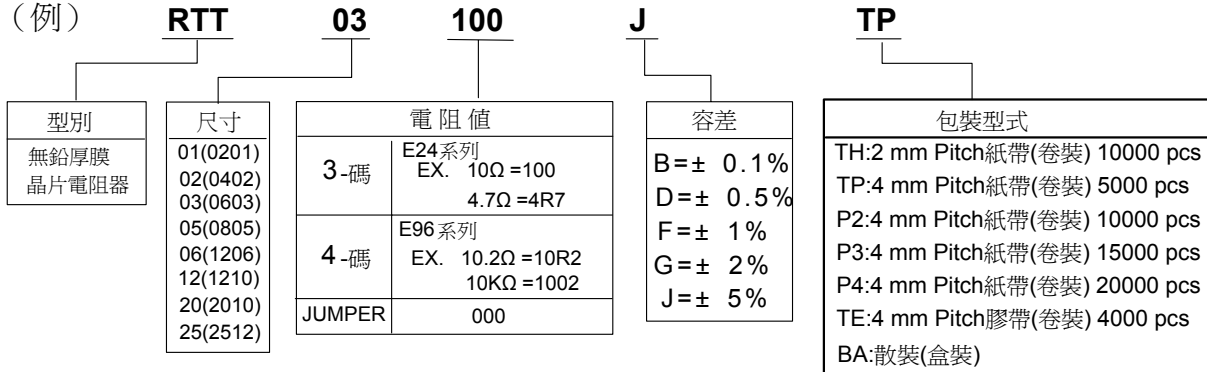 （例） RTT 03 100 J TP
型別
無鉛厚膜
晶片電阻器
尺寸
01(0201)
02(0402)
03(0603)
05(0805)
06(1206)
12(1210)
20(2010)
25(2512)
電阻值
3-碼
E24系列
EX. 10Ω =100
4.7Ω =4R7
4-碼
E96系列
EX. 10.2Ω =10R2
10KΩ =1002
JUMPER 000
容差
B=± 0.1%
D=± 0.5%
F=± 1%
G=± 2%
J=± 5%
包裝型式
TH:2 mm Pitch紙帶(卷裝) 10000 pcs
TP:4 mm Pitch紙帶(卷裝) 5000 pcs
P2:4 mm Pitch紙帶(卷裝) 10000 pcs
P3:4 mm Pitch紙帶(卷裝) 15000 pcs
P4:4 mm Pitch紙帶(卷裝) 20000 pcs
TE:4 mm Pitch膠帶(卷裝) 4000 pcs
BA:散裝(盒裝)